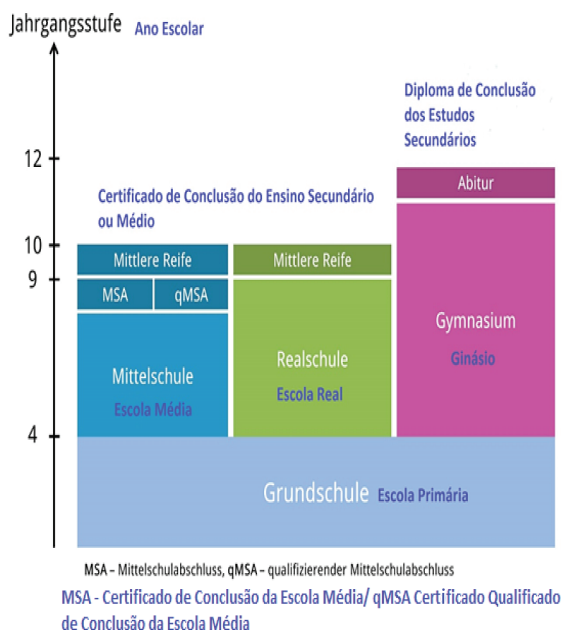 Jahrgangsstufe Ano Escolar
Diploma de Conclusão
dos Estudos
Secundários
12
Abitur
Certificado de Conclusão do Ensino Secundário
ou Médio
10
Mittlere Reife
Mittlere Reife
9
MSA
qMSA
Gymnasium
Ginásio
Mittelschule
Escola Média
Realschule
Escola Real
4
Grundschule Escola Primária
MSA – Mittelschulabschluss, qMSA – qualifizierender Mittelschulabschluss
MSA - Certificado de Conclusão da Escola Média/ qMSA Certificado Qualificado
de Conclusão da Escola Média